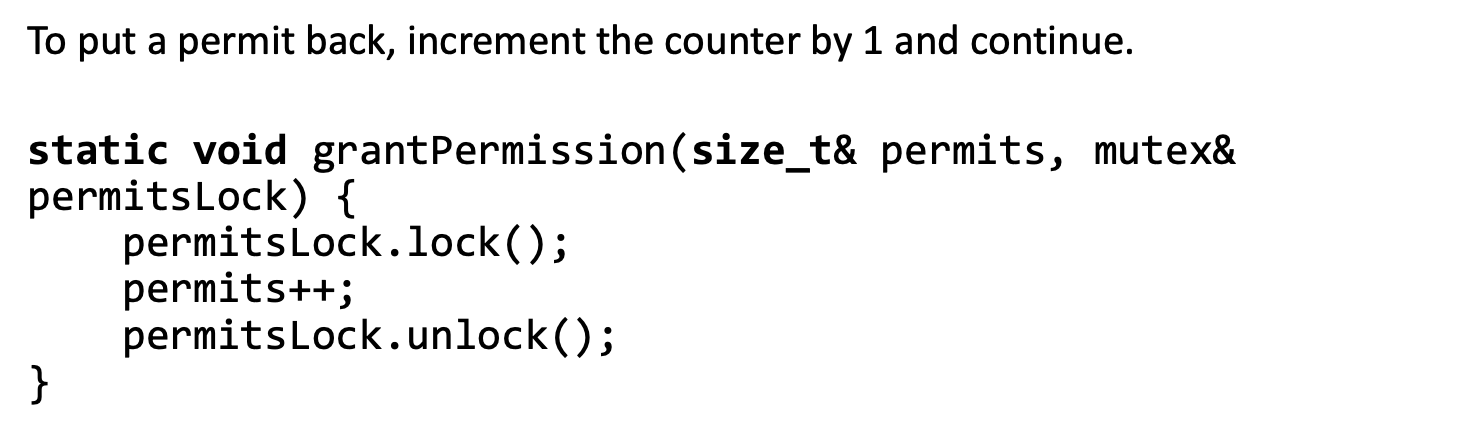 To put a permit back, increment the counter by 1 and continue.
static void grantPermission(size_t& permits, mutex&
permitsLock) {
    permitsLock.lock();
    permits++;
    permitsLock.unlock();
}